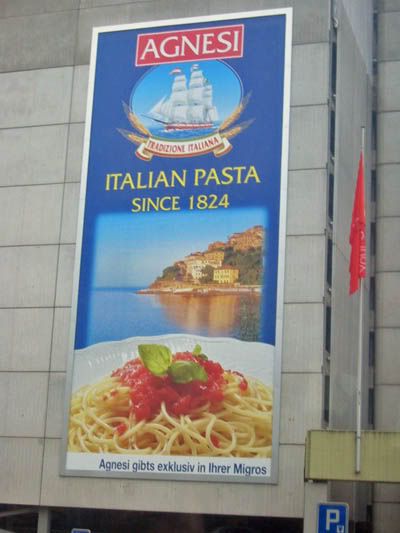 AGNESI
TRADIZIONE ITALIANA
ITALIAN PASTA
SINCE 1824
Agnesi gibts exklusiv in Ihrer Migros
P